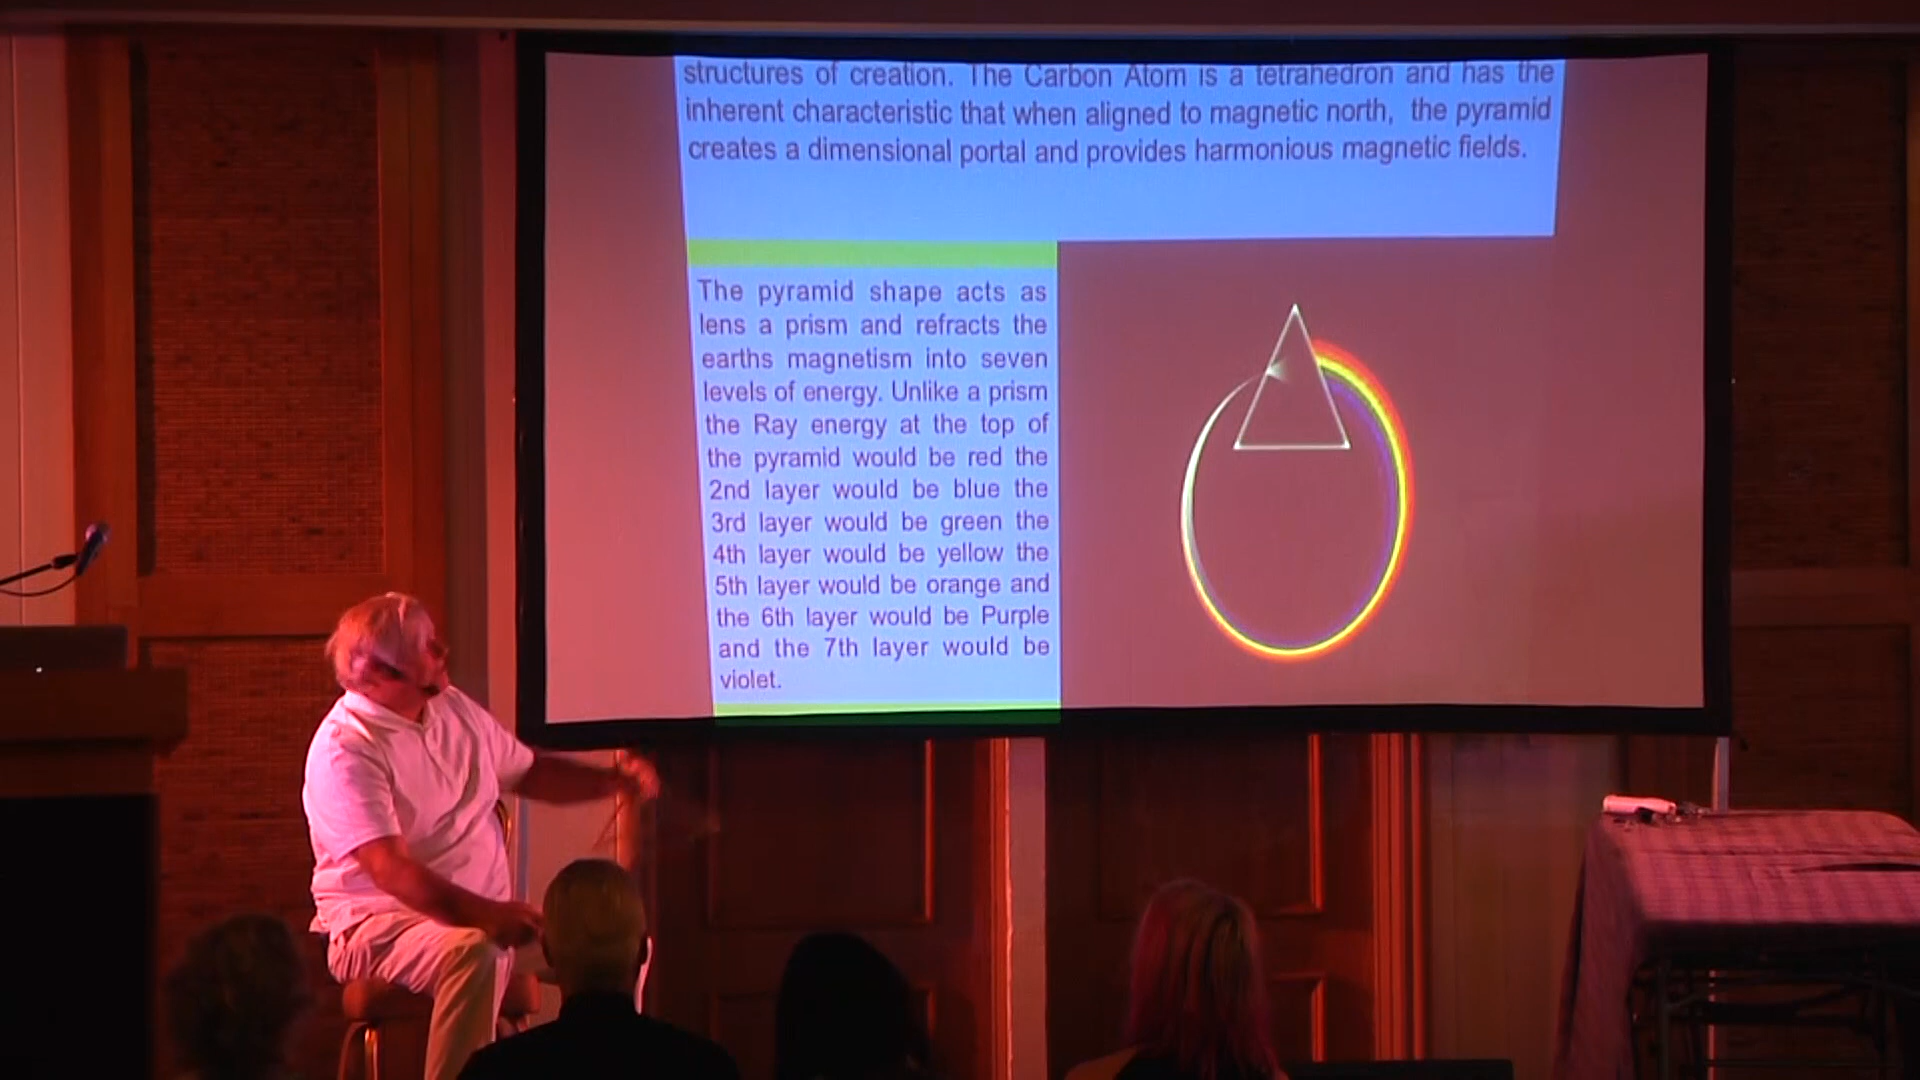 structures of creation. The Carbon Atom is a tetrahedron and has the
inherent characteristic that when aligned to magnetic north, the pyramid
creates a dimensional portal and provides harmonious magnetic fields.
The pyramid shape acts as
lens a prism and refracts the
earths magnetism into seven
levels of energy. Unlike a prism
the Ray energy at the top of
the pyramid would be red the
2nd layer would be blue the
3rd layer would be green the
4th layer would be yellow the
5th layer would be orange and
the 6th layer would be Purple
and the 7th layer would be
violet.